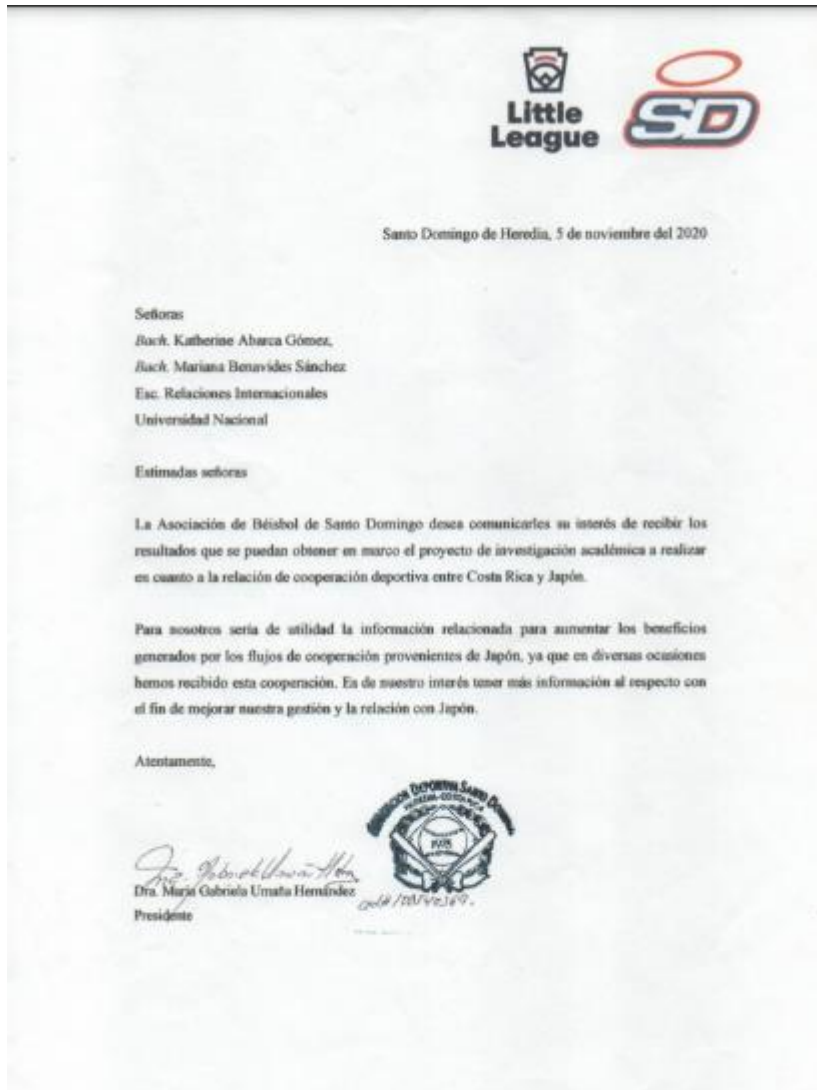 Little
League
SD
Santo Domingo de Heredia, 5 de noviembre del 2020
Señoras
Bach. Katherine Abarca Gómez,
Bach. Mariana Benavides Sánchez
Esc. Relaciones Internacionales
Universidad Nacional
Estimadas señoras
La Asociación de Béisbol de Santo Domingo desea comunicarles su interés de recibir los
resultados que se puedan obtener en marco el proyecto de investigación académica a realizar
en cuanto a la relación de cooperación deportiva entre Costa Rica y Japón.
Para nosotros sería de utilidad la información relacionada para aumentar los beneficios
generados por los flujos de cooperación provenientes de Japón, ya que en diversas ocasiones
hemos recibido esta cooperación. Es de nuestro interés tener más información al respecto con
el fin de mejorar nuestra gestión y la relación con Japón.
Atentamente,
DEPORTIVA SANTO DOMINGO
HEREDIA - COSTA RICA
Dra. María Gabriela Umaña Hernández
Presidente